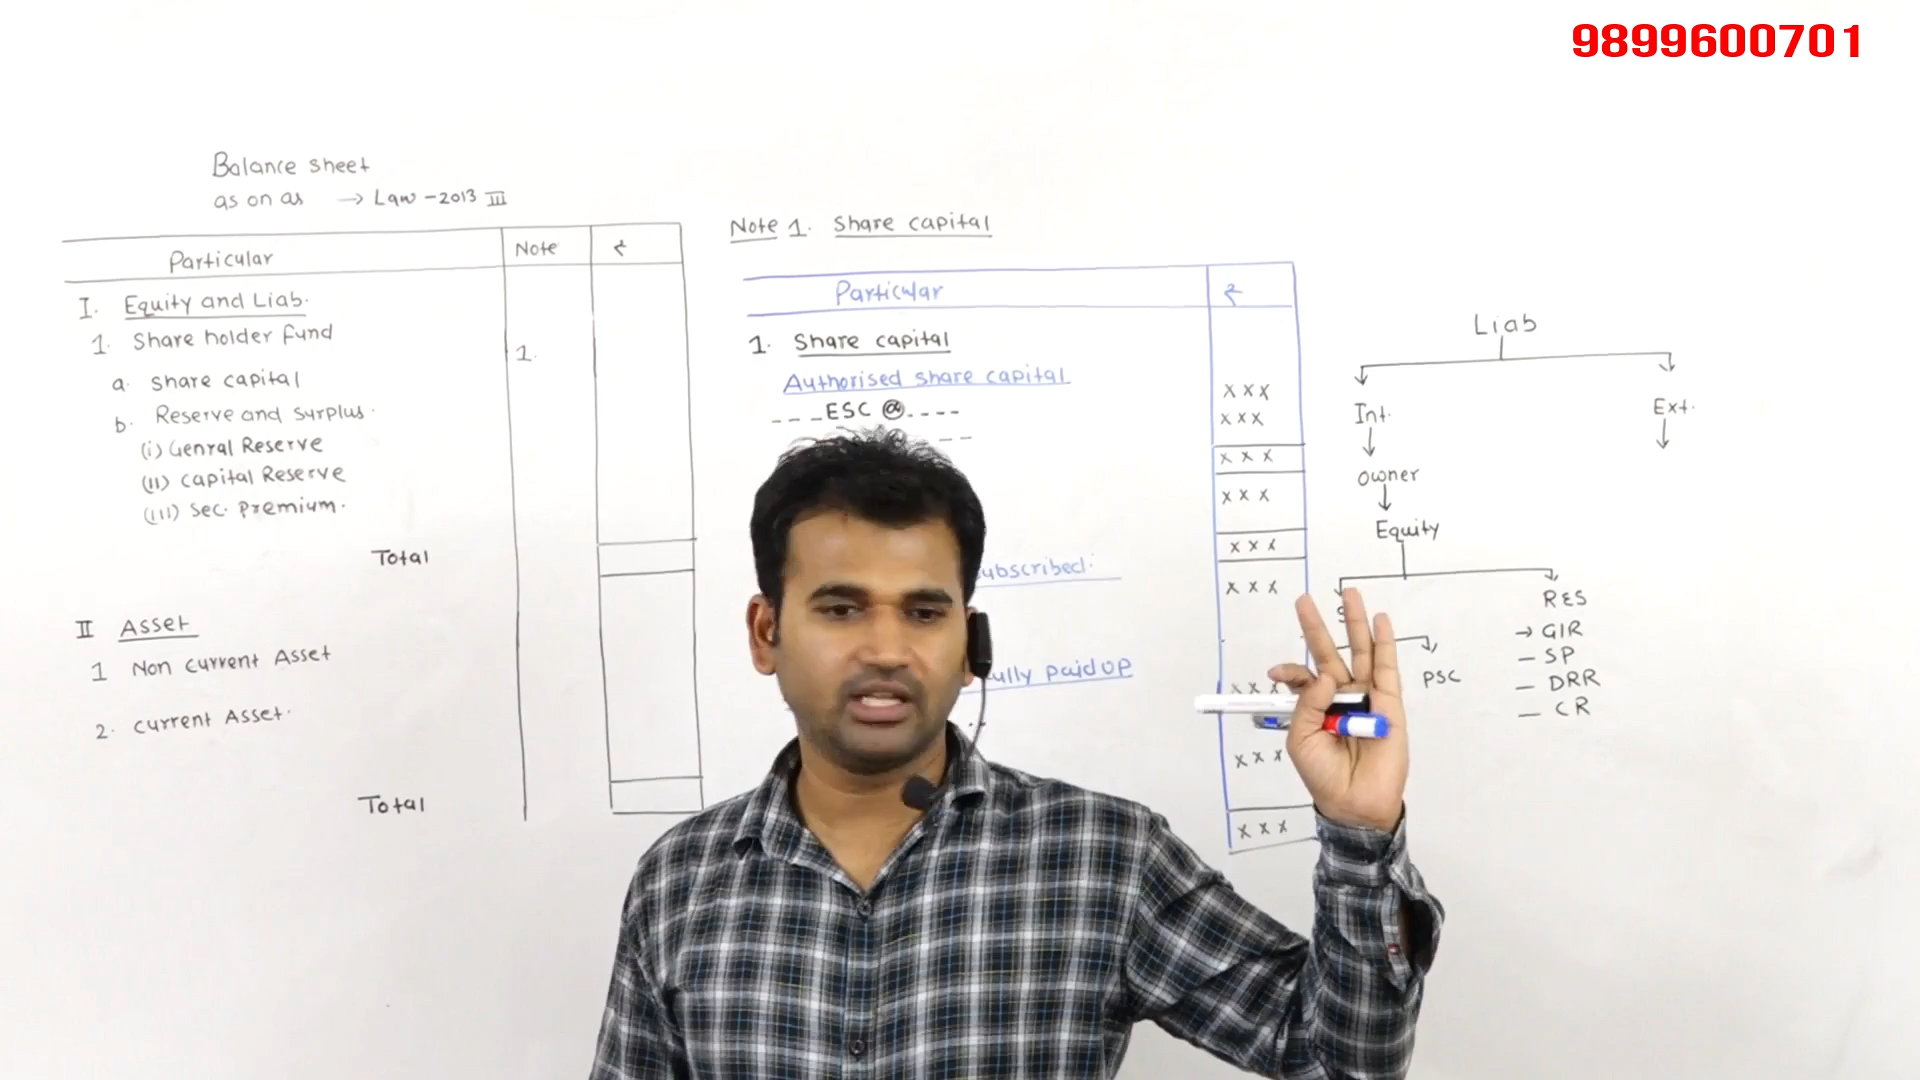 9899600701
Balance sheet
as on as → Law - 2013 III
Particular Note ₹
I. Equity and Liab.
1. Share holder fund
a. Share capital 1.
b. Reserve and Surplus.
(i) Genral Reserve
(ii) Capital Reserve
(iii) Sec. Premium.
Total
II Asset
1 Non current Asset
2. Current Asset.
Total
Note 1. Share capital
Particular ₹
1. Share capital
Authorised share capital xxx
---ESC @---- xxx
--
xxx
xxx
xxx
ubscribed. xxx
ully paid up
xxx
xxx
xxx
Liab
Int. Ext.
Owner
Equity
S RES
PSC → GIR
- SP
- DRR
- CR